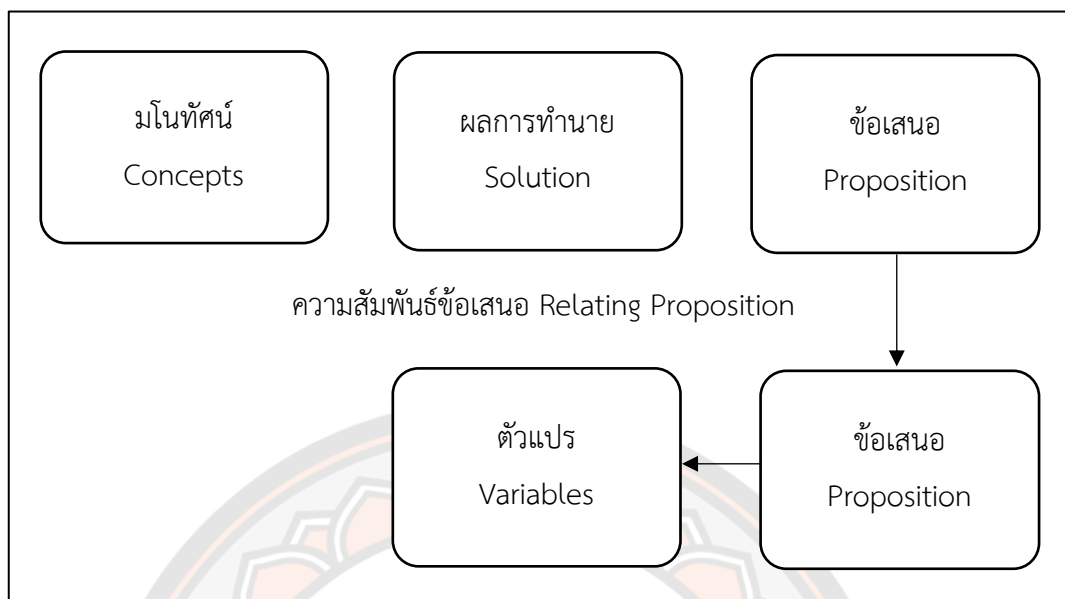 มโนทัศน์
Concepts
ผลการทำนาย
Solution
ข้อเสนอ
Proposition
ความสัมพันธ์ข้อเสนอ Relating Proposition
ตัวแปร
Variables
ข้อเสนอ
Proposition